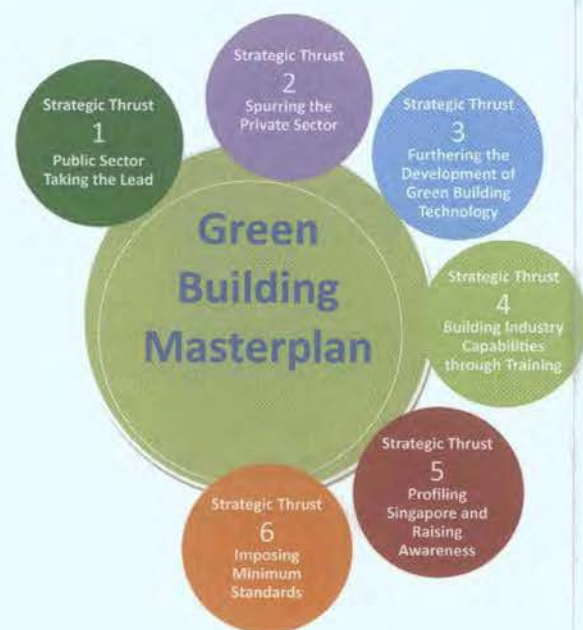 Strategic Thrust
1
Public Sector
Taking the Lead
Strategic Thrust
2
Spurring the
Private Sector
Strategic Thrust
3
Furthering the
Development of
Green Building
Technology
Strategic Thrust
4
Building Industry
Capabilities
through Training
Strategic Thrust
5
Profiling
Singapore and
Raising
Awareness
Strategic Thrust
6
Imposing
Minimum
Standards
Green
Building
Masterplan